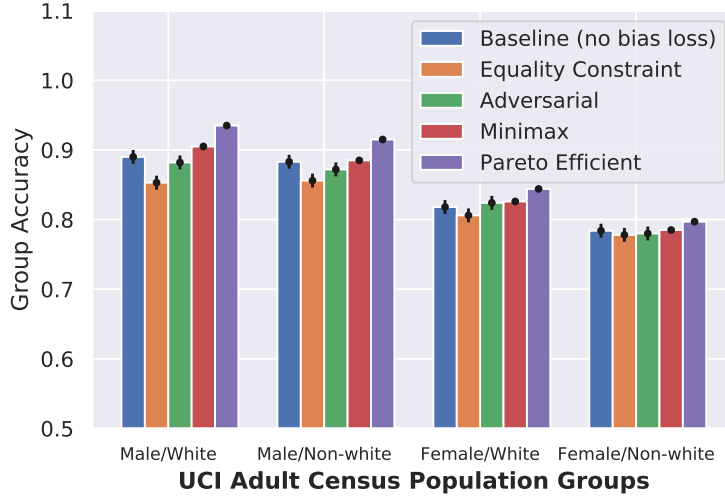 1.1
1.0
0.9
0.8
0.7
0.6
0.5
Group Accuracy
Baseline (no bias loss)
Equality Constraint
Adversarial
Minimax
Pareto Efficient
Male/White
Male/Non-white
Female/White
Female/Non-white
UCI Adult Census Population Groups